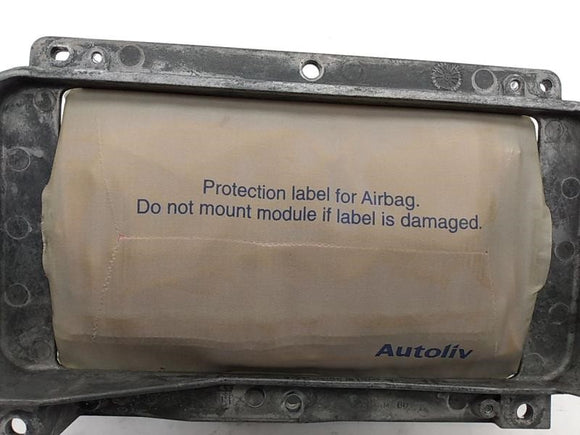 Protection label for Airbag.
Do not mount module if label is damaged.
Autoliv